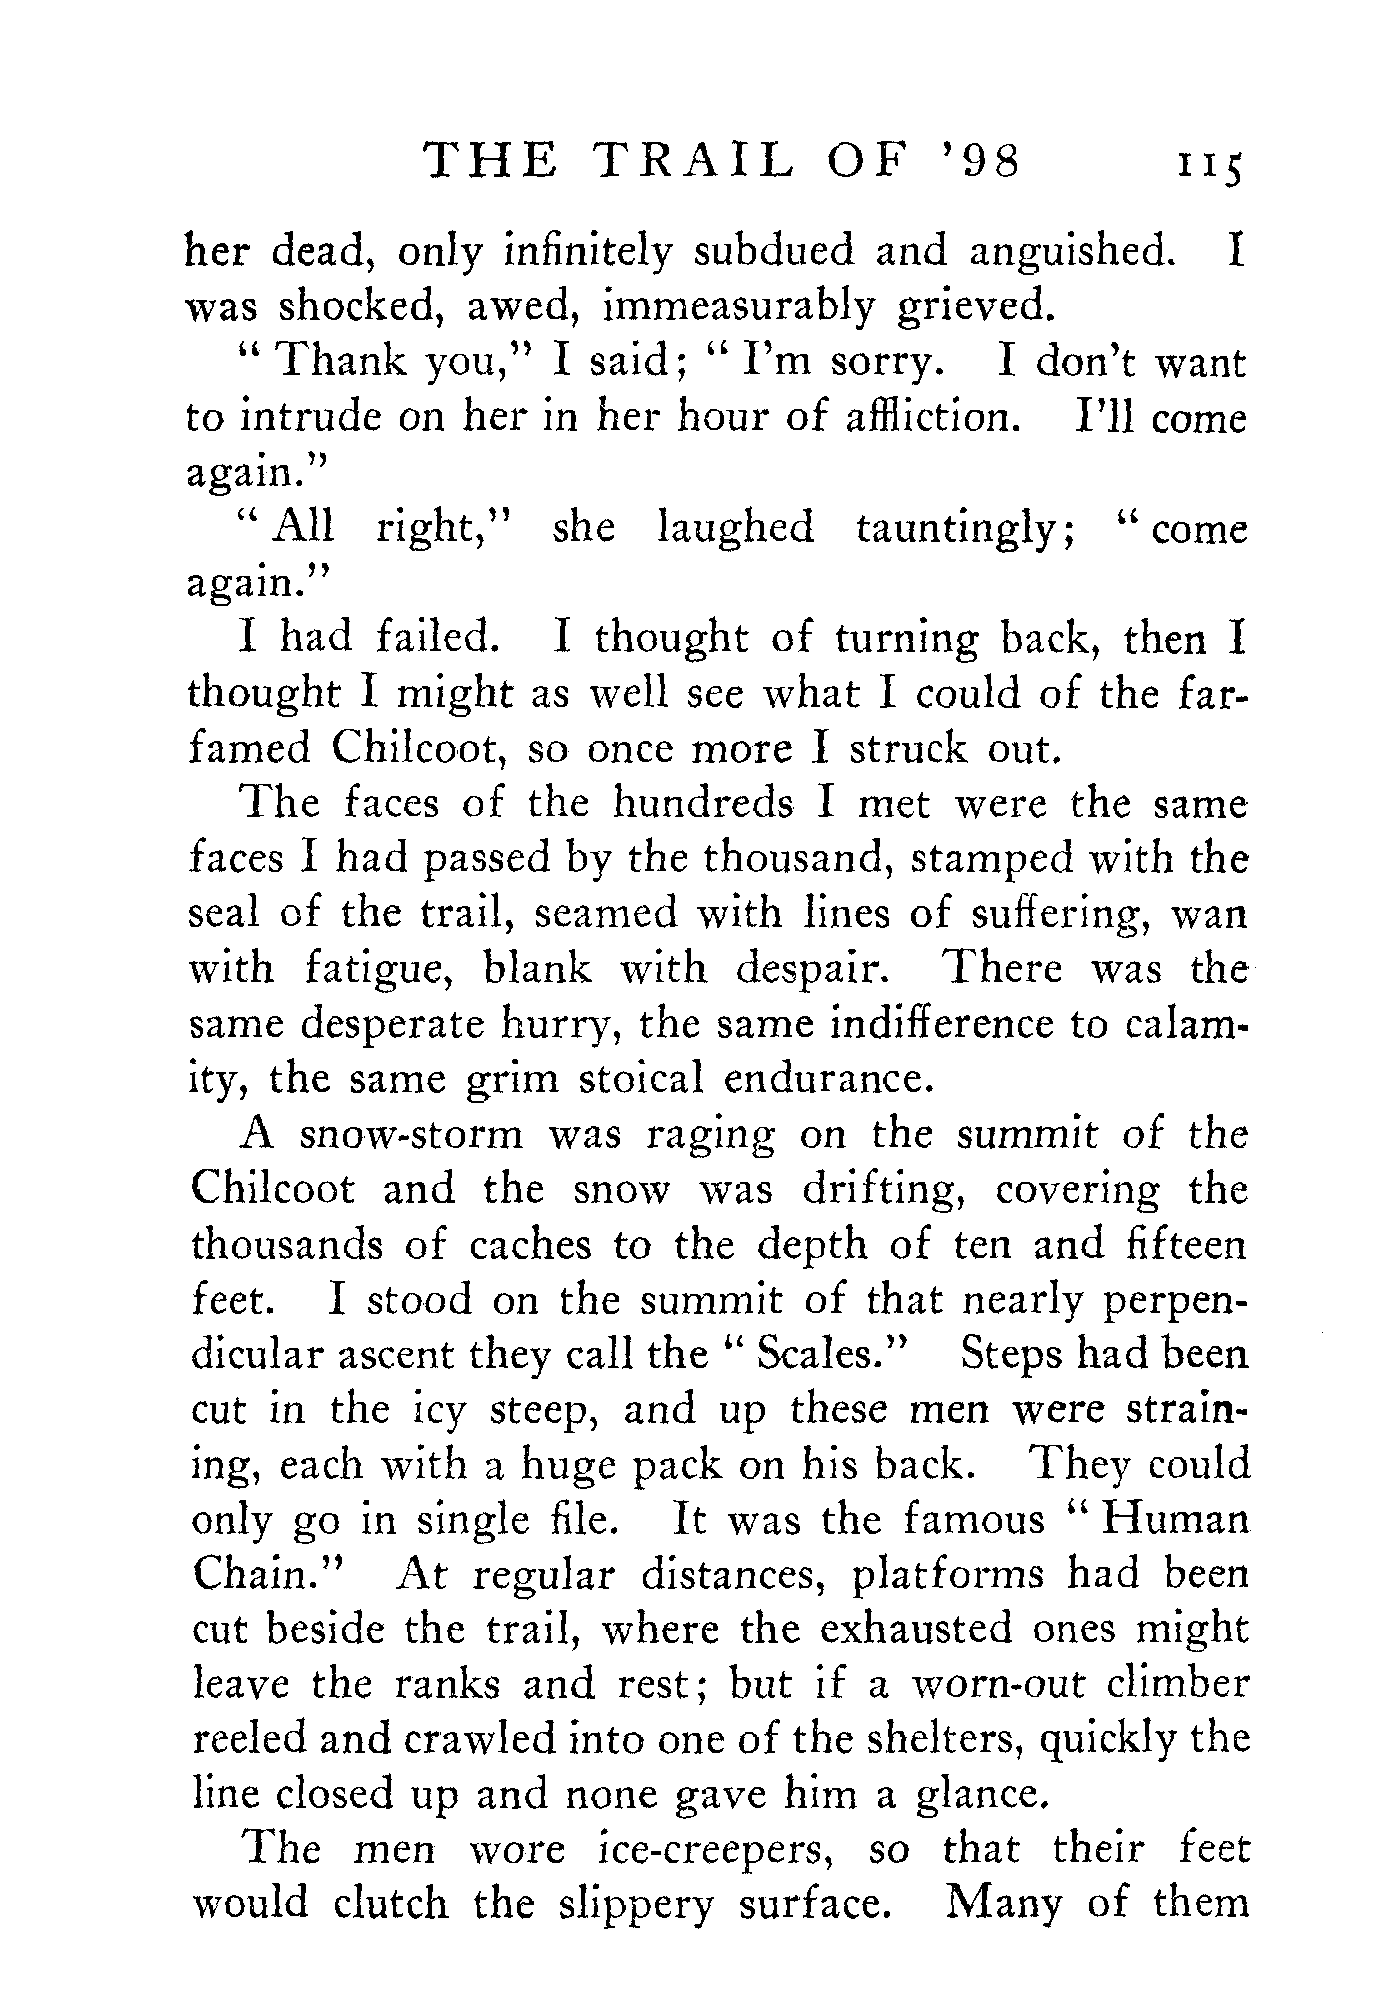 THE TRAIL OF '98 115
her dead, only infinitely subdued and anguished. I
was shocked, awed, immeasurably grieved.
" Thank you," I said; " I'm sorry. I don't want
to intrude on her in her hour of affliction. I'll come
again."
" All right," she laughed tauntingly; " come
again."
I had failed. I thought of turning back, then I
thought I might as well see what I could of the far-
famed Chilcoot, so once more I struck out.
The faces of the hundreds I met were the same
faces I had passed by the thousand, stamped with the
seal of the trail, seamed with lines of suffering, wan
with fatigue, blank with despair. There was the
same desperate hurry, the same indifference to calam-
ity, the same grim stoical endurance.
A snow-storm was raging on the summit of the
Chilcoot and the snow was drifting, covering the
thousands of caches to the depth of ten and fifteen
feet. I stood on the summit of that nearly perpen-
dicular ascent they call the " Scales." Steps had been
cut in the icy steep, and up these men were strain-
ing, each with a huge pack on his back. They could
only go in single file. It was the famous " Human
Chain." At regular distances, platforms had been
cut beside the trail, where the exhausted ones might
leave the ranks and rest; but if a worn-out climber
reeled and crawled into one of the shelters, quickly the
line closed up and none gave him a glance.
The men wore ice-creepers, so that their feet
would clutch the slippery surface. Many of them